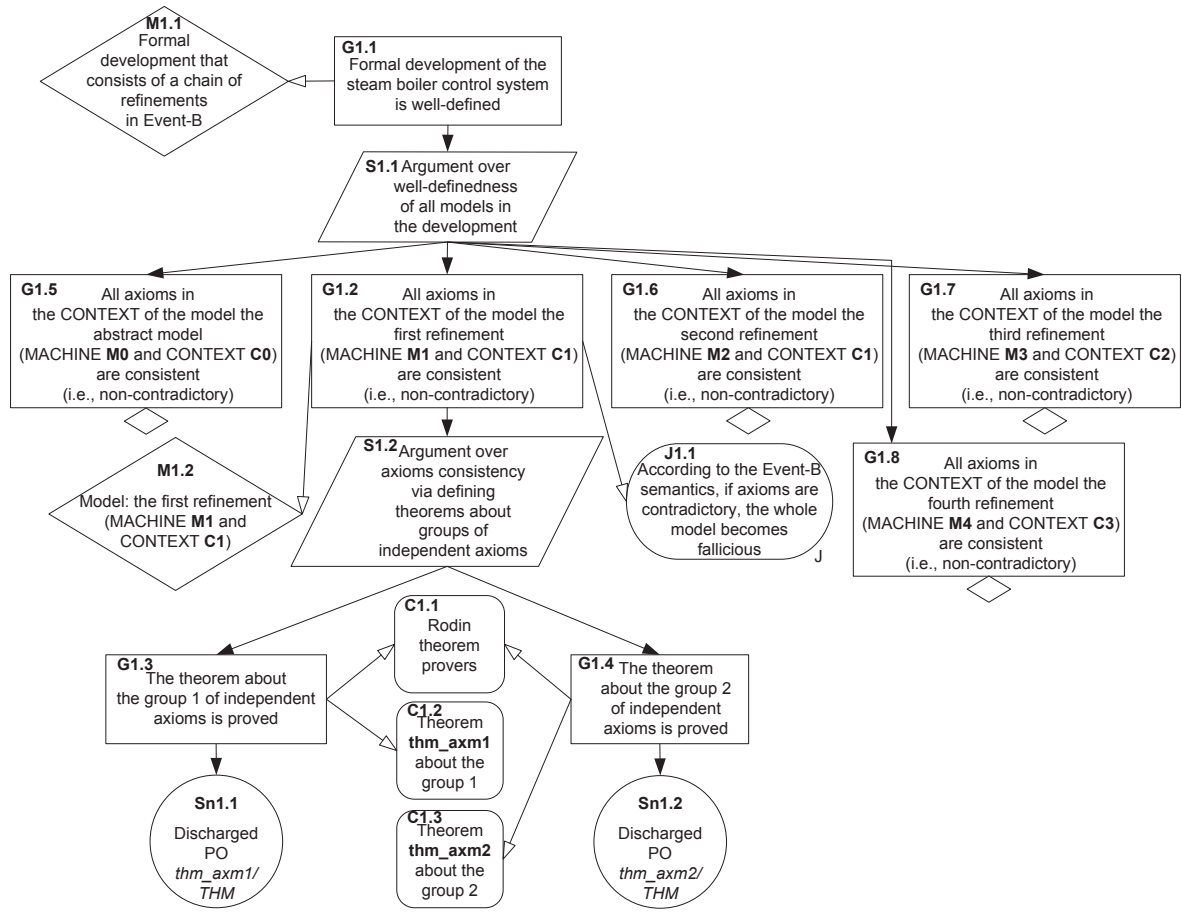 M1.1
Formal
development that
consists of a chain of
refinements
in Event-B
G1.1
Formal development of the
steam boiler control system
is well-defined
S1.1 Argument over
well-definedness
of all models in
the development
G1.5 All axioms in
the CONTEXT of the model the
abstract model
(MACHINE M0 and CONTEXT C0)
are consistent
(i.e., non-contradictory)
G1.2 All axioms in
the CONTEXT of the model the
first refinement
(MACHINE M1 and CONTEXT C1)
are consistent
(i.e., non-contradictory)
G1.6 All axioms in
the CONTEXT of the model the
second refinement
(MACHINE M2 and CONTEXT C1)
are consistent
(i.e., non-contradictory)
G1.7 All axioms in
the CONTEXT of the model the
third refinement
(MACHINE M3 and CONTEXT C2)
are consistent
(i.e., non-contradictory)
M1.2
Model: the first refinement
(MACHINE M1 and
CONTEXT C1)
S1.2 Argument over
axioms consistency
via defining
theorems about
groups of
independent axioms
J1.1
According to the Event-B
semantics, if axioms are
contradictory, the whole
model becomes
fallicious
J
G1.8 All axioms in
the CONTEXT of the model the
fourth refinement
(MACHINE M4 and CONTEXT C3)
are consistent
(i.e., non-contradictory)
G1.3
The theorem about
the group 1 of independent
axioms is proved
C1.1
Rodin
theorem
provers
G1.4 The theorem
about the group 2
of independent
axioms is proved
C1.2
Theorem
thm_axm1
about the
group 1
Sn1.1
Discharged
PO
thm_axm1/
THM
C1.3
Theorem
thm_axm2
about the
group 2
Sn1.2
Discharged
PO
thm_axm2/
THM